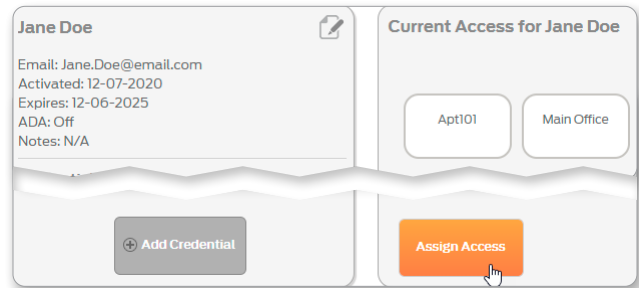 Jane Doe
Email: Jane.Doe@email.com
Activated: 12-07-2020
Expires: 12-06-2025
ADA: Off
Notes: N/A
Add Credential
Current Access for Jane Doe
Apt101
Main Office
Assign Access